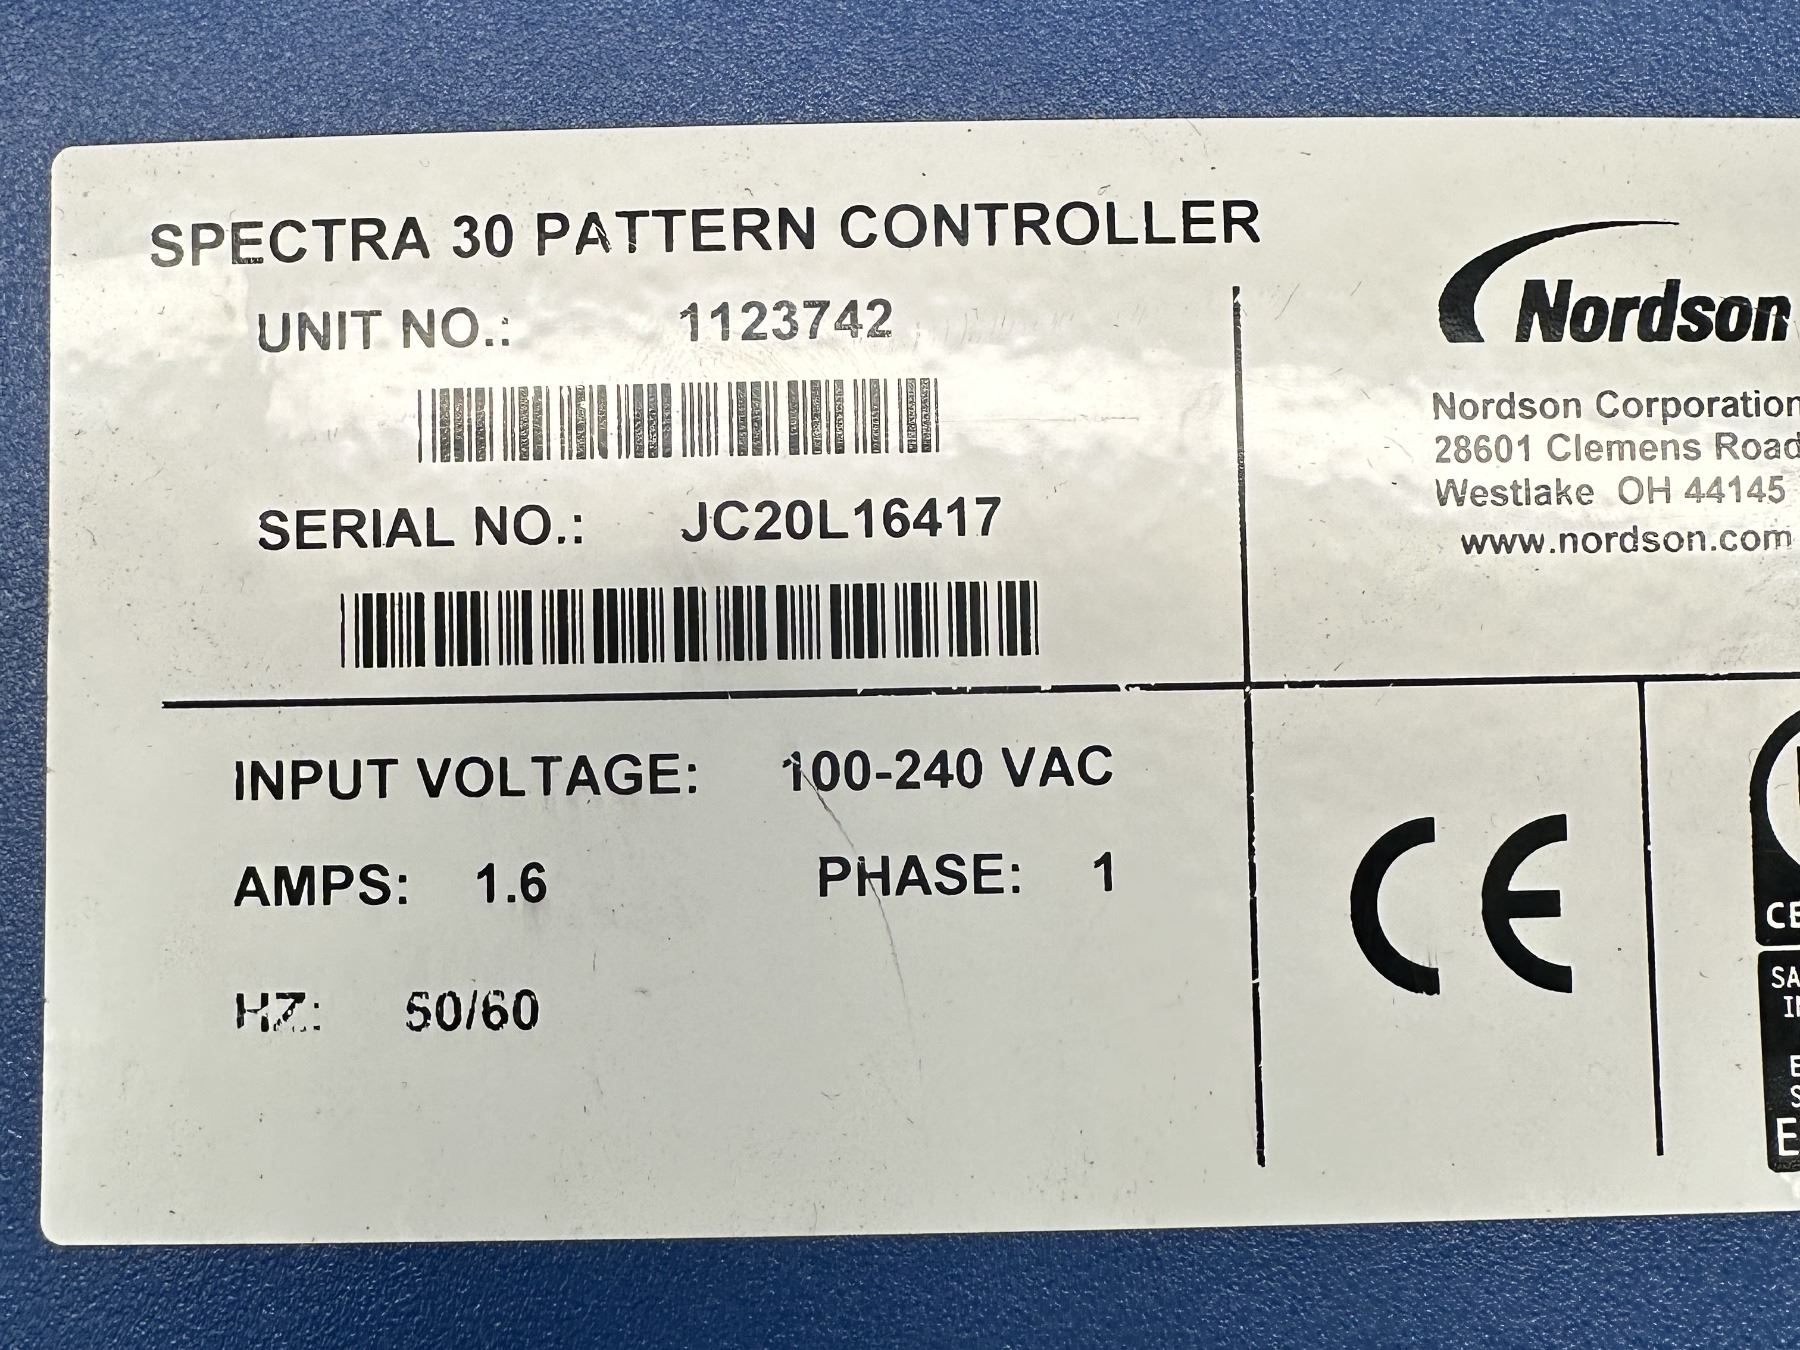 SPECTRA 30 PATTERN CONTROLLER
UNIT NO.: 1123742
SERIAL NO.: JC20L16417
Nordson
Nordson Corporation
28601 Clemens Road
Westlake OH 44145
www.nordson.com
INPUT VOLTAGE: 100-240 VAC
AMPS: 1.6 PHASE: 1
HZ: 50/60
CE